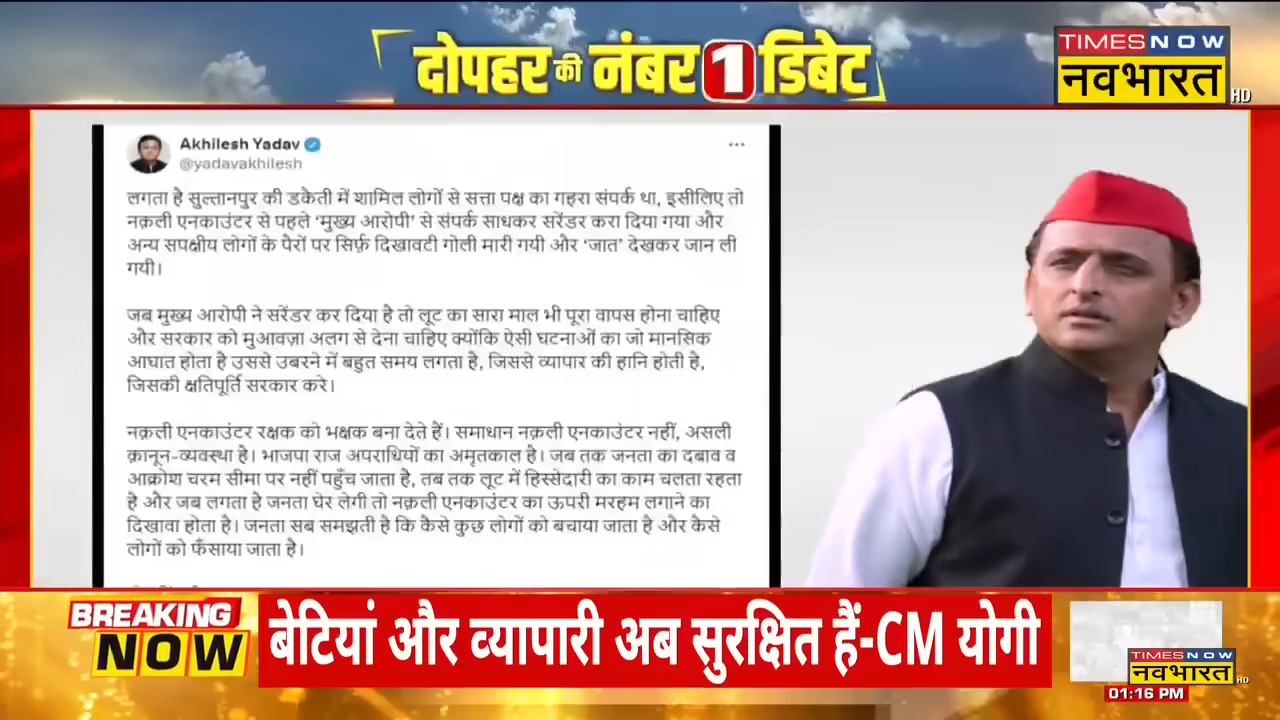 दोपहर की नंबर 1 डिबेट
TIMES NOW
नवभारत
HD
Akhilesh Yadav
@yadavakhilesh
लगता है सुल्तानपुर की डकैती में शामिल लोगों से सत्ता पक्ष का गहरा संपर्क था, इसीलिए तो
नक़ली एनकाउंटर से पहले ‘मुख्य आरोपी’ से संपर्क साधकर सरेंडर करा दिया गया और
अन्य सपक्षीय लोगों के पैरों पर सिर्फ़ दिखावटी गोली मारी गयी और ‘जात’ देखकर जान ली
गयी।
जब मुख्य आरोपी ने सरेंडर कर दिया है तो लूट का सारा माल भी पूरा वापस होना चाहिए
और सरकार को मुआवज़ा अलग से देना चाहिए क्योंकि ऐसी घटनाओं का जो मानसिक
आघात होता है उससे उबरने में बहुत समय लगता है, जिससे व्यापार की हानि होती है,
जिसकी क्षतिपूर्ति सरकार करे।
नक़ली एनकाउंटर रक्षक को भक्षक बना देते हैं। समाधान नक़ली एनकाउंटर नहीं, असली
क़ानून-व्यवस्था है। भाजपा राज अपराधियों का अमृतकाल है। जब तक जनता का दबाव व
आक्रोश चरम सीमा पर नहीं पहुँच जाता है, तब तक लूट में हिस्सेदारी का काम चलता रहता
है और जब लगता है जनता घेर लेगी तो नक़ली एनकाउंटर का ऊपरी मरहम लगाने का
दिखावा होता है। जनता सब समझती है कि कैसे कुछ लोगों को बचाया जाता है और कैसे
लोगों को फँसाया जाता है।
BREAKING
NOW
बेटियां और व्यापारी अब सुरक्षित हैं-CM योगी
TIMES NOW
नवभारत
HD
01:16 PM